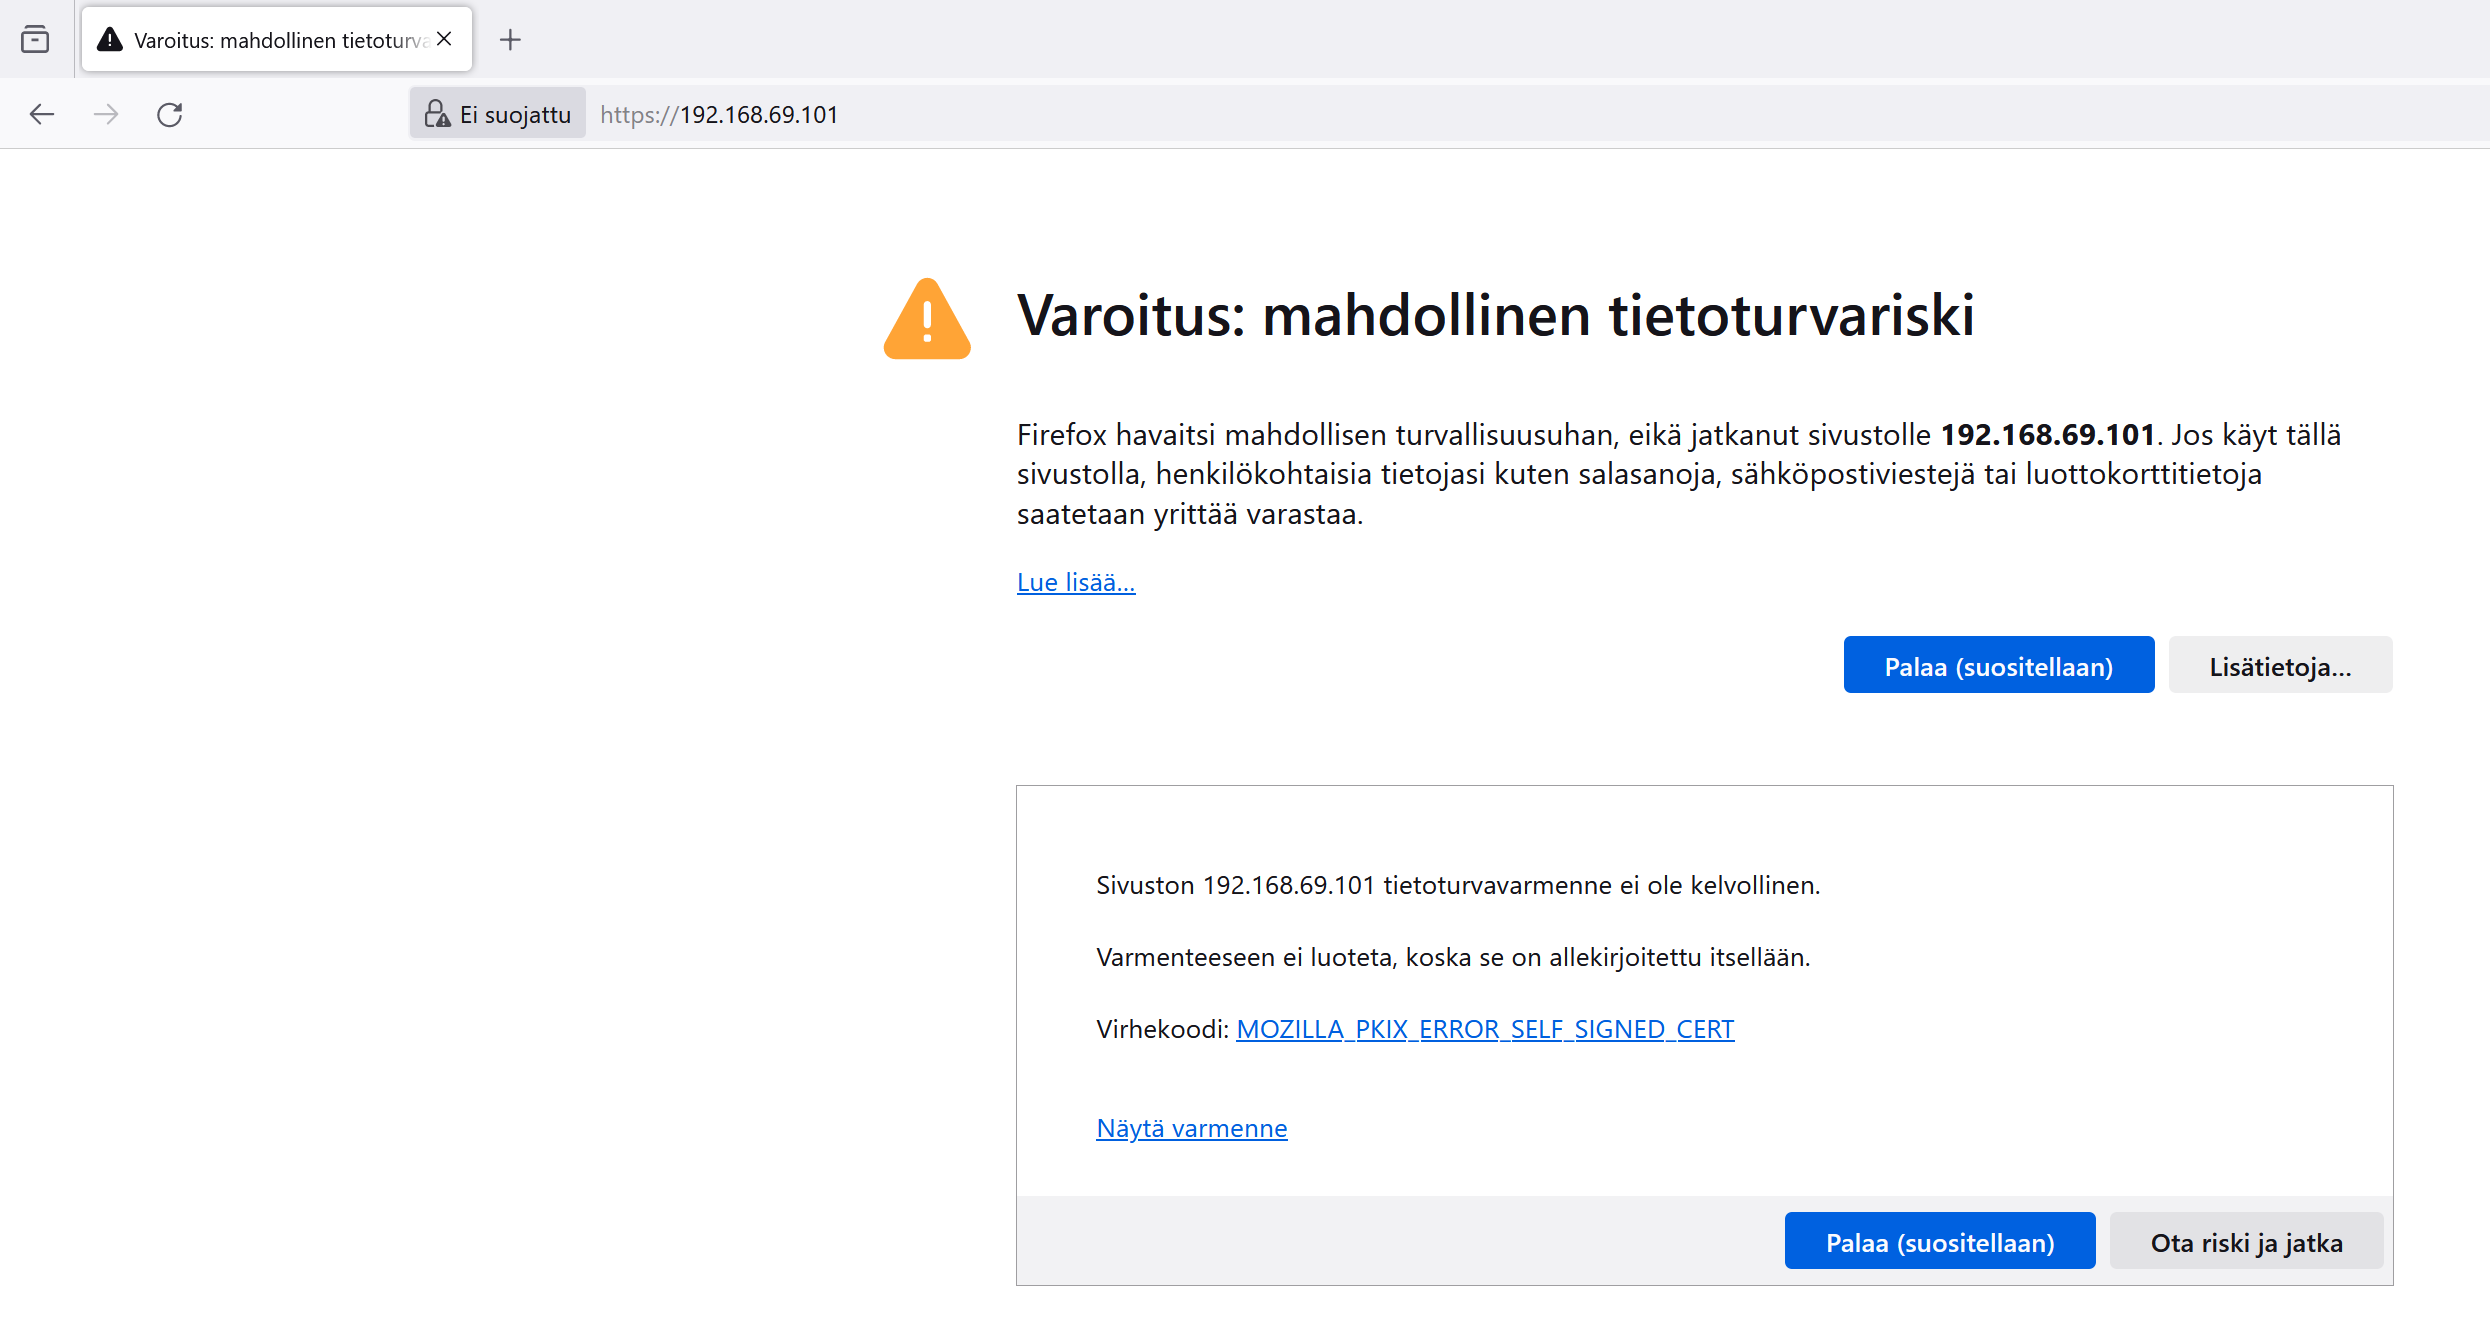 Varoitus: mahdollinen tietoturva
Ei suojattu https://192.168.69.101
Varoitus: mahdollinen tietoturvariski
Firefox havaitsi mahdollisen turvallisuusuhan, eikä jatkanut sivustolle 192.168.69.101. Jos käyt tällä
sivustolla, henkilökohtaisia tietojasi kuten salasanoja, sähköpostiviestejä tai luottokorttitietoja
saatetaan yrittää varastaa.
Lue lisää…
Palaa (suositellaan) Lisätietoja…
Sivuston 192.168.69.101 tietoturvavarmenne ei ole kelvollinen.
Varmenteeseen ei luoteta, koska se on allekirjoitettu itsellään.
Virhekoodi: MOZILLA_PKIX_ERROR_SELF_SIGNED_CERT
Näytä varmenne
Palaa (suositellaan) Ota riski ja jatka